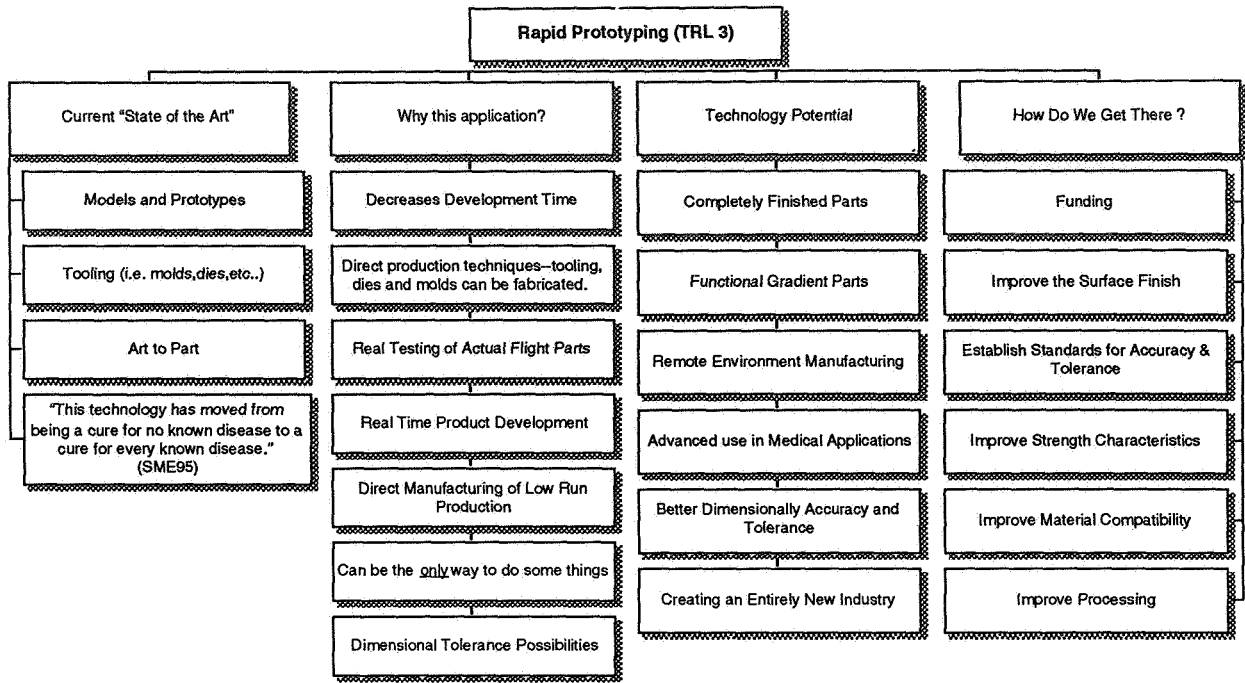 Rapid Prototyping (TRL 3)
Current "State of the Art"
Models and Prototypes
Tooling (i.e. molds,dies,etc..)
Art to Part
"This technology has moved from
being a cure for no known disease to a
cure for every known disease."
(SME95)
Why this application?
Decreases Development Time
Direct production techniques--tooling,
dies and molds can be fabricated.
Real Testing of Actual Flight Parts
Real Time Product Development
Direct Manufacturing of Low Run
Production
Can be the only way to do some things
Dimensional Tolerance Possibilities
Technology Potential
Completely Finished Parts
Functional Gradient Parts
Remote Environment Manufacturing
Advanced use in Medical Applications
Better Dimensionally Accuracy and
Tolerance
Creating an Entirely New Industry
How Do We Get There ?
Funding
Improve the Surface Finish
Establish Standards for Accuracy &
Tolerance
Improve Strength Characteristics
Improve Material Compatibility
Improve Processing